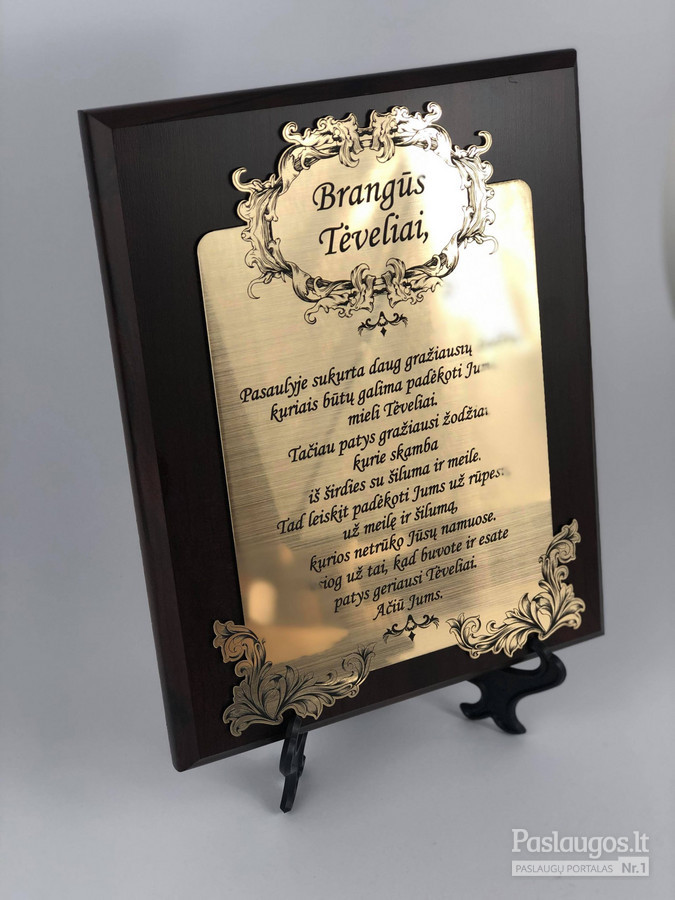 Brangūs
Tėveliai,
Pasaulyje sukurta daug gražiausių
kuriais būtų galima padėkoti
mieli Tėveliai.
Tačiau patys gražiausi
kurie skamba
iš širdies su šiluma ir meile.
Tad leiskit padėkoti Jums už
už meilę ir šilumą,
kurios netrūko Jūsų namuose.
už tai, kad buvote ir esate
patys geriausi Tėveliai.
Ačiū Jums.
Paslaugos.lt
PASLAUGŲ PORTALAS Nr.1